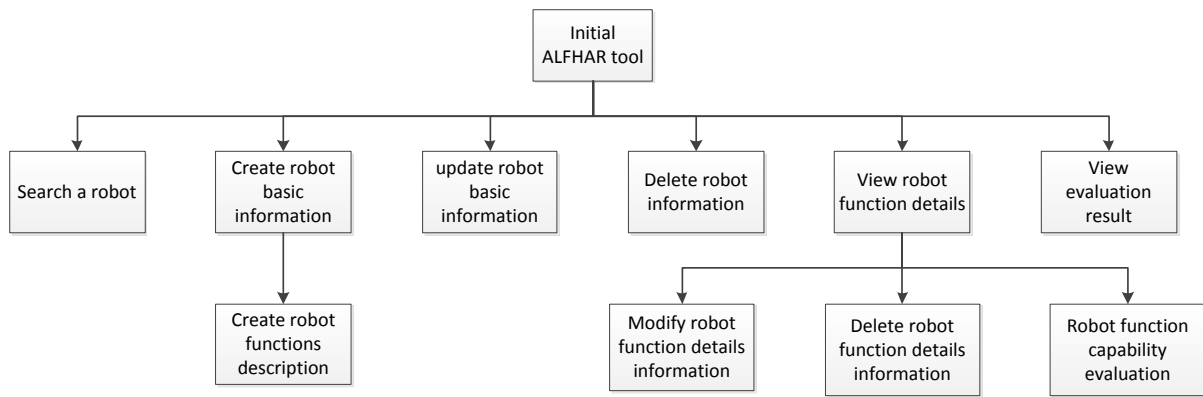 Initial
ALFHAR tool
Search a robot
Create robot
basic
information
update robot
basic
information
Delete robot
information
View robot
function details
View
evaluation
result
Create robot
functions
description
Modify robot
function details
information
Delete robot
function details
information
Robot function
capability
evaluation